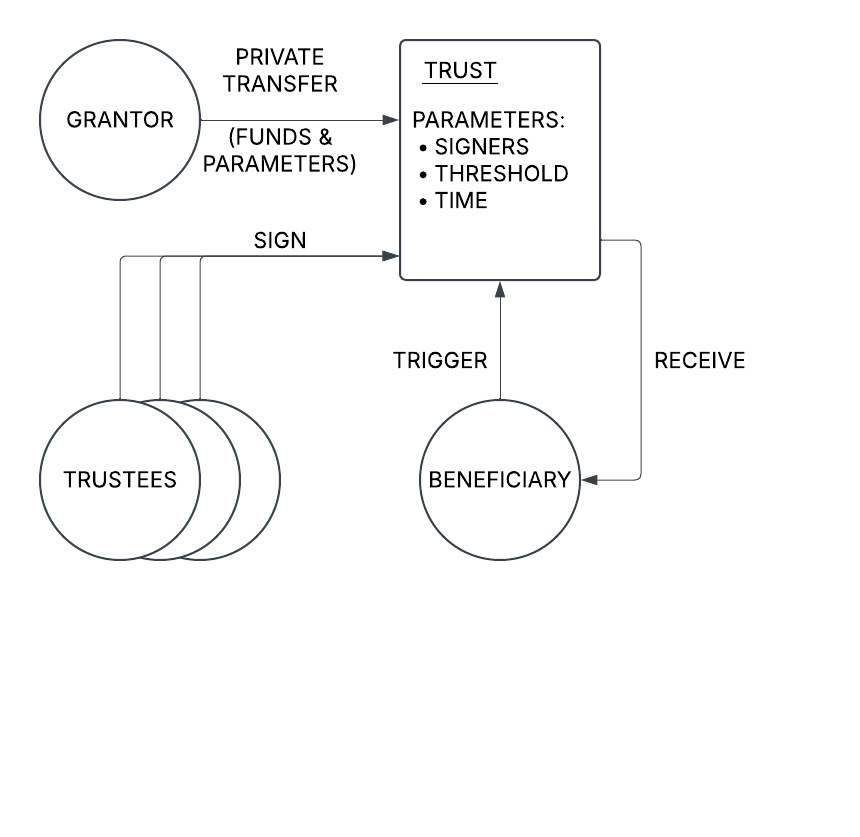 PRIVATE
TRANSFER
GRANTOR
(FUNDS &
PARAMETERS)
TRUST
PARAMETERS:
• SIGNERS
• THRESHOLD
• TIME
SIGN
TRIGGER
RECEIVE
TRUSTEES
BENEFICIARY